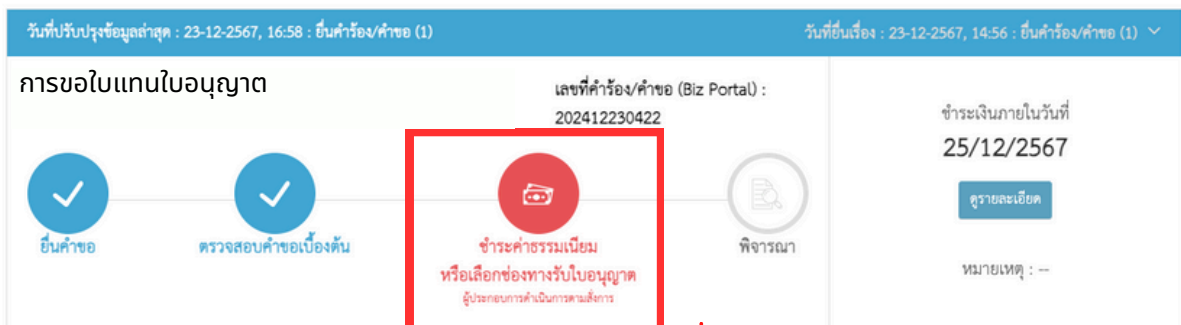 วันที่ปรับปรุงข้อมูลล่าสุด : 23-12-2567, 16:58 : ยื่นคำร้อง/คำขอ (1)
วันที่ยื่นเรื่อง : 23-12-2567, 14:56 : ยื่นคำร้อง/คำขอ (1)
การขอใบแทนใบอนุญาต
เลขที่คำร้อง/คำขอ (Biz Portal) :
202412230422
ชำระเงินภายในวันที่
25/12/2567
ดูรายละเอียด
หมายเหตุ : --
ยื่นคำขอ
ตรวจสอบคำขอเบื้องต้น
ชำระค่าธรรมเนียม
หรือเลือกช่องทางรับใบอนุญาต
ผู้ประกอบการดำเนินการตามสั่งการ
พิจารณา